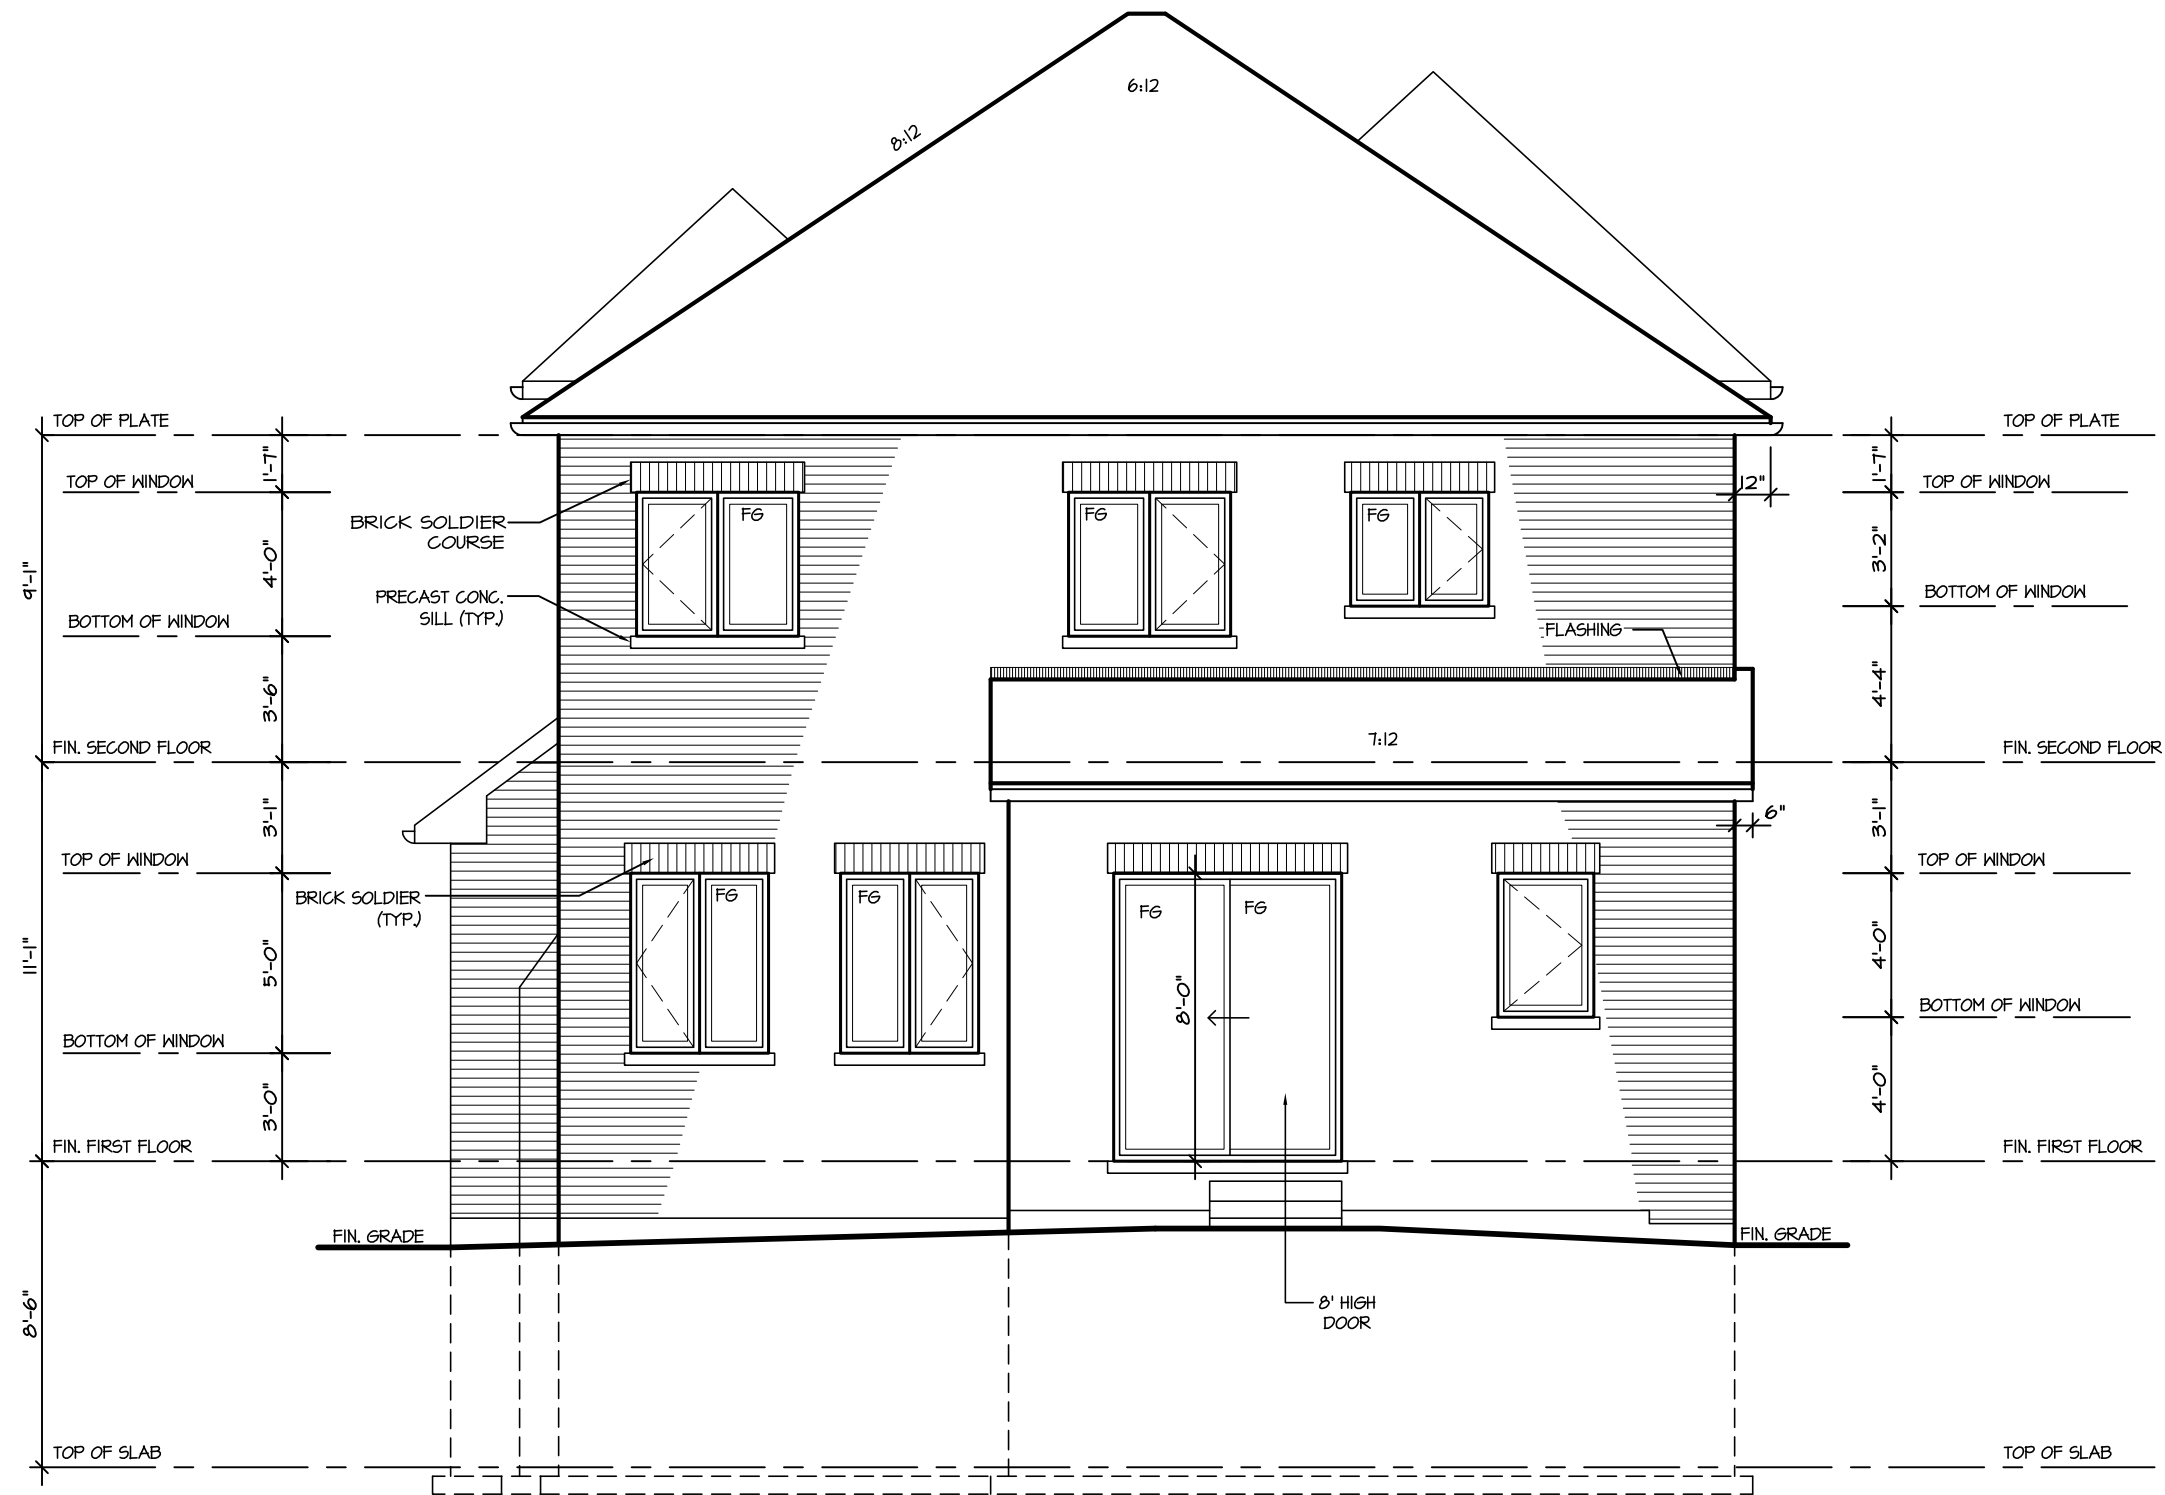 6:12
8:12
TOP OF PLATE
TOP OF PLATE
1'-7"
1'-7"
TOP OF WINDOW
TOP OF WINDOW
12"
FG
FG
FG
BRICK SOLDIER
COURSE
9'-1"
4'-0"
3'-2"
PRECAST CONC.
SILL (TYP.)
BOTTOM OF WINDOW
BOTTOM OF WINDOW
FLASHING
3'-6"
4'-4"
7:12
FIN. SECOND FLOOR
FIN. SECOND FLOOR
3'-1"
3'-1"
6"
TOP OF WINDOW
TOP OF WINDOW
BRICK SOLDIER
(TYP.)
FG
FG
FG
FG
11'-1"
5'-0"
8'-0"
4'-0"
BOTTOM OF WINDOW
BOTTOM OF WINDOW
3'-0"
4'-0"
FIN. FIRST FLOOR
FIN. FIRST FLOOR
FIN. GRADE
FIN. GRADE
8'-6"
8' HIGH
DOOR
TOP OF SLAB
TOP OF SLAB